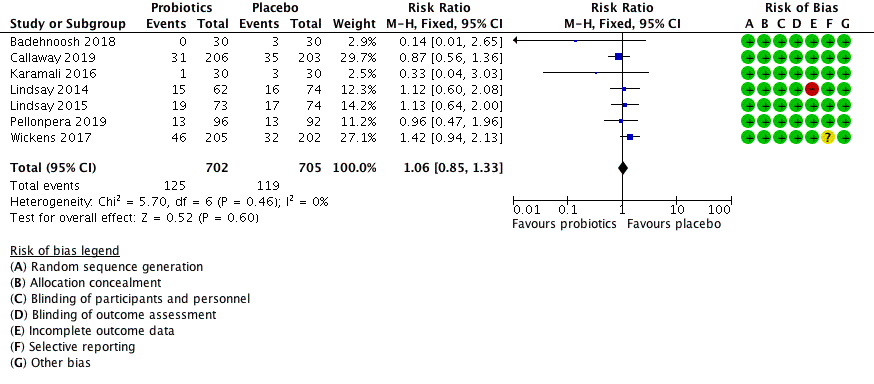 Probiotics Placebo Risk Ratio Risk Ratio Risk of Bias
Study or Subgroup Events Total Events Total Weight M-H, Fixed, 95% CI M-H, Fixed, 95% CI A B C D E F G
Badehnoosh 2018 0 30 3 30 2.9% 0.14 [0.01, 2.65] + + + + + + +
Callaway 2019 31 206 35 203 29.7% 0.87 [0.56, 1.36] + + + + + + +
Karamali 2016 1 30 3 30 2.5% 0.33 [0.04, 3.03] + + + + + + +
Lindsay 2014 15 62 16 74 12.3% 1.12 [0.60, 2.08] + + + + - + +
Lindsay 2015 19 73 17 74 14.3% 1.13 [0.64, 2.00] + + + + + + +
Pellonpera 2019 13 96 13 92 11.2% 0.96 [0.47, 1.96] + + + + + + +
Wickens 2017 46 205 32 202 27.1% 1.42 [0.94, 2.13] + + + + + ? +
Total (95% CI) 702 705 100.0% 1.06 [0.85, 1.33]
Total events 125 119
Heterogeneity: Chi² = 5.70, df = 6 (P = 0.46); I² = 0%
Test for overall effect: Z = 0.52 (P = 0.60)
0.01 0.1 1 10 100
Favours probiotics Favours placebo
Risk of bias legend
(A) Random sequence generation
(B) Allocation concealment
(C) Blinding of participants and personnel
(D) Blinding of outcome assessment
(E) Incomplete outcome data
(F) Selective reporting
(G) Other bias